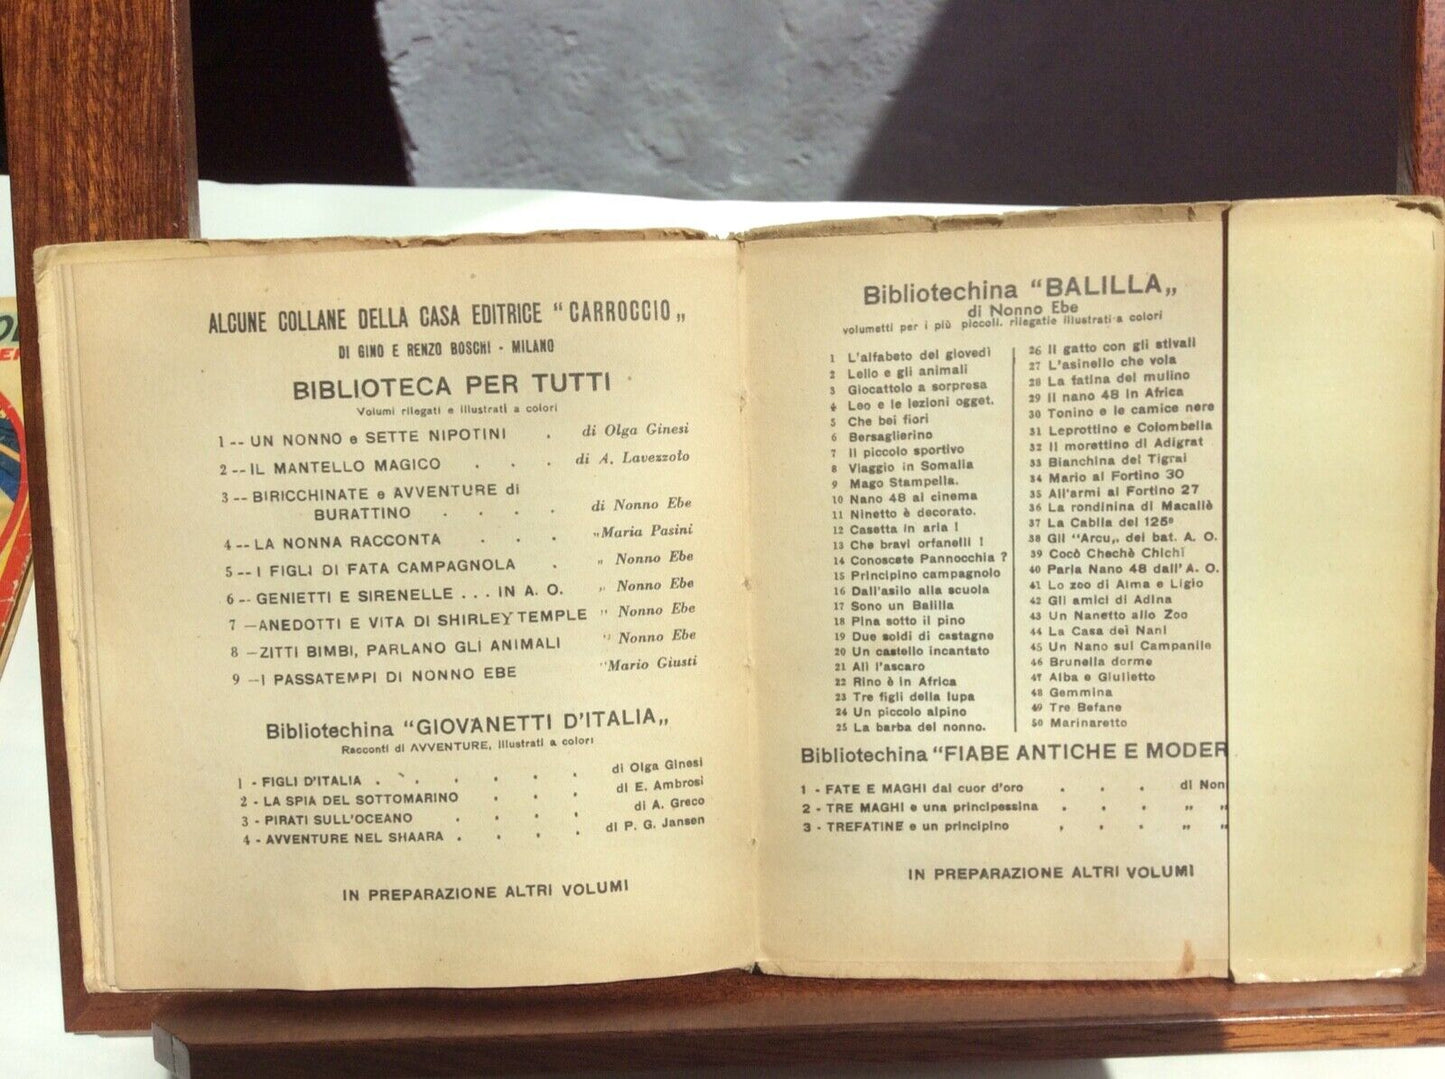 ALCUNE COLLANE DELLA CASA EDITRICE “ CARROCCIO „
DI GINO E RENZO BOSCHI - MILANO
BIBLIOTECA PER TUTTI
Volumi rilegati e illustrati a colori
1 -- UN NONNO e SETTE NIPOTINI . di Olga Ginesi
2 -- IL MANTELLO MAGICO . . . di A. Lavezzolo
3 -- BIRICCHINATE e AVVENTURE di
BURATTINO . . . . di Nonno Ebe
4 -- LA NONNA RACCONTA . . . „ Maria Pasini
5 -- I FIGLI DI FATA CAMPAGNOLA . „ Nonno Ebe
6 -- GENIETTI E SIRENELLE . . . IN A. O. „ Nonno Ebe
7 — ANEDOTTI E VITA DI SHIRLEY TEMPLE " Nonno Ebe
8 — ZITTI BIMBI, PARLANO GLI ANIMALI " Nonno Ebe
9 — I PASSATEMPI DI NONNO EBE " Mario Giusti
Bibliotechina “GIOVANETTI D'ITALIA„
Racconti di AVVENTURE, illustrati a colori
1 - FIGLI D'ITALIA . . . . . . di Olga Ginesi
2 - LA SPIA DEL SOTTOMARINO . . . di E. Ambrosi
3 - PIRATI SULL'OCEANO . . . . di A. Greco
4 - AVVENTURE NEL SHAARA . . . . di P. G. Jansen
IN PREPARAZIONE ALTRI VOLUMI
Bibliotechina “BALILLA„
di Nonno Ebe
volumetti per i più piccoli. rilegatie illustrati a colori
1 L'alfabeto del giovedì
2 Lello e gli animali
3 Giocattolo a sorpresa
4 Leo e le lezioni ogget.
5 Che bei fiori
6 Bersaglierino
7 Il piccolo sportivo
8 Viaggio in Somalia
9 Mago Stampella.
10 Nano 48 al cinema
11 Ninetto è decorato.
12 Casetta in aria !
13 Che bravi orfanelli !
14 Conoscete Pannocchia ?
15 Principino campagnolo
16 Dall'asilo alla scuola
17 Sono un Balilla
18 Pina sotto il pino
19 Due soldi di castagne
20 Un castello incantato
21 Ali l'ascaro
22 Rino è in Africa
23 Tre figli della lupa
24 Un piccolo alpino
25 La barba del nonno.
26 Il gatto con gli stivali
27 L'asinello che vola
28 La fatina del mulino
29 Il nano 48 in Africa
30 Tonino e le camice nere
31 Leprottino e Colombella
32 Il morettino di Adigrat
33 Bianchina del Tigrai
34 Mario al Fortino 30
35 All'armi al Fortino 27
36 La rondinina di Macallè
37 La Cabila del 125º
38 Gli "Arcu„ dei bat. A. O.
39 Cocò Chechè Chichì
40 Parla Nano 48 dall'A. O.
41 Lo zoo di Alma e Ligio
42 Gli amici di Adina
43 Un Nanetto allo Zoo
44 La Casa dei Nani
45 Un Nano sul Campanile
46 Brunella dorme
47 Alba e Giulietto
48 Gemmina
49 Tre Befane
50 Marinaretto
Bibliotechina “FIABE ANTICHE E MODER
1 - FATE E MAGHI dal cuor d'oro . . . di Non
2 - TRE MAGHI e una principessina . . . „ „
3 - TREFATINE e un principino . . . „ „
IN PREPARAZIONE ALTRI VOLUMI